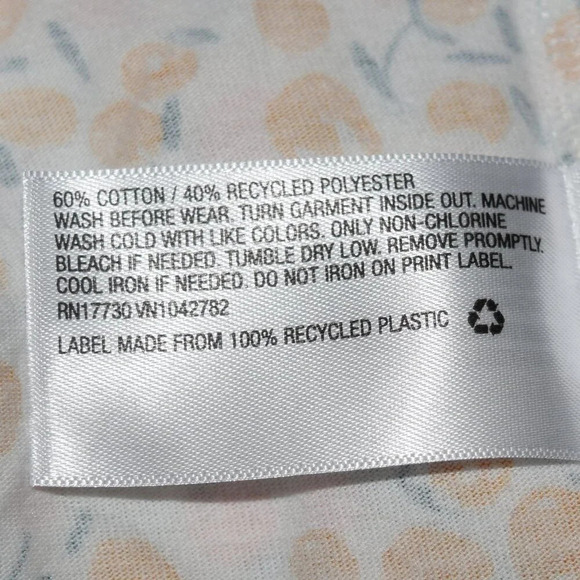 60% COTTON / 40% RECYCLED POLYESTER
WASH BEFORE WEAR. TURN GARMENT INSIDE OUT. MACHINE
WASH COLD WITH LIKE COLORS. ONLY NON-CHLORINE
BLEACH IF NEEDED. TUMBLE DRY LOW. REMOVE PROMPTLY.
COOL IRON IF NEEDED. DO NOT IRON ON PRINT LABEL.
RN17730 VN1042782
LABEL MADE FROM 100% RECYCLED PLASTIC